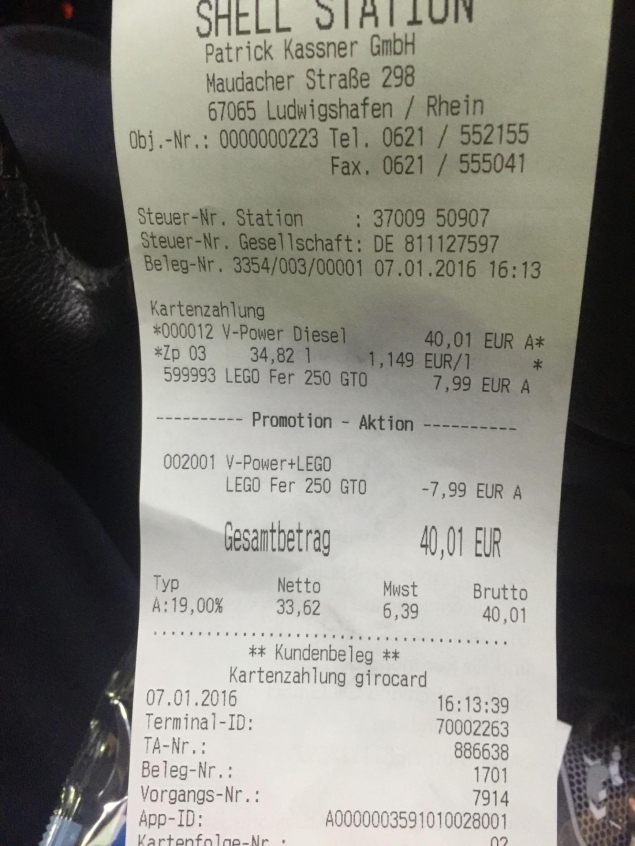 SHELL STATION
Patrick Kassner GmbH
Maudacher Straße 298
67065 Ludwigshafen / Rhein
Obj.-Nr.: 0000000223 Tel. 0621 / 552155
Fax. 0621 / 555041
Steuer-Nr. Station : 37009 50907
Steuer-Nr. Gesellschaft: DE 811127597
Beleg-Nr. 3354/003/00001 07.01.2016 16:13
Kartenzahlung
*000012 V-Power Diesel 40,01 EUR A*
*Zp 03 34,82 l 1,149 EUR/l *
599993 LEGO Fer 250 GTO 7,99 EUR A
---------- Promotion - Aktion ----------
002001 V-Power+LEGO
LEGO Fer 250 GTO -7,99 EUR A
Gesamtbetrag 40,01 EUR
Typ Netto Mwst Brutto
A:19,00% 33,62 6,39 40,01
** Kundenbeleg **
Kartenzahlung girocard
07.01.2016 16:13:39
Terminal-ID: 70002263
TA-Nr.: 886638
Beleg-Nr.: 1701
Vorgangs-Nr.: 7914
App-ID: A0000003591010028001
Kartenfolge-Nr.: 02